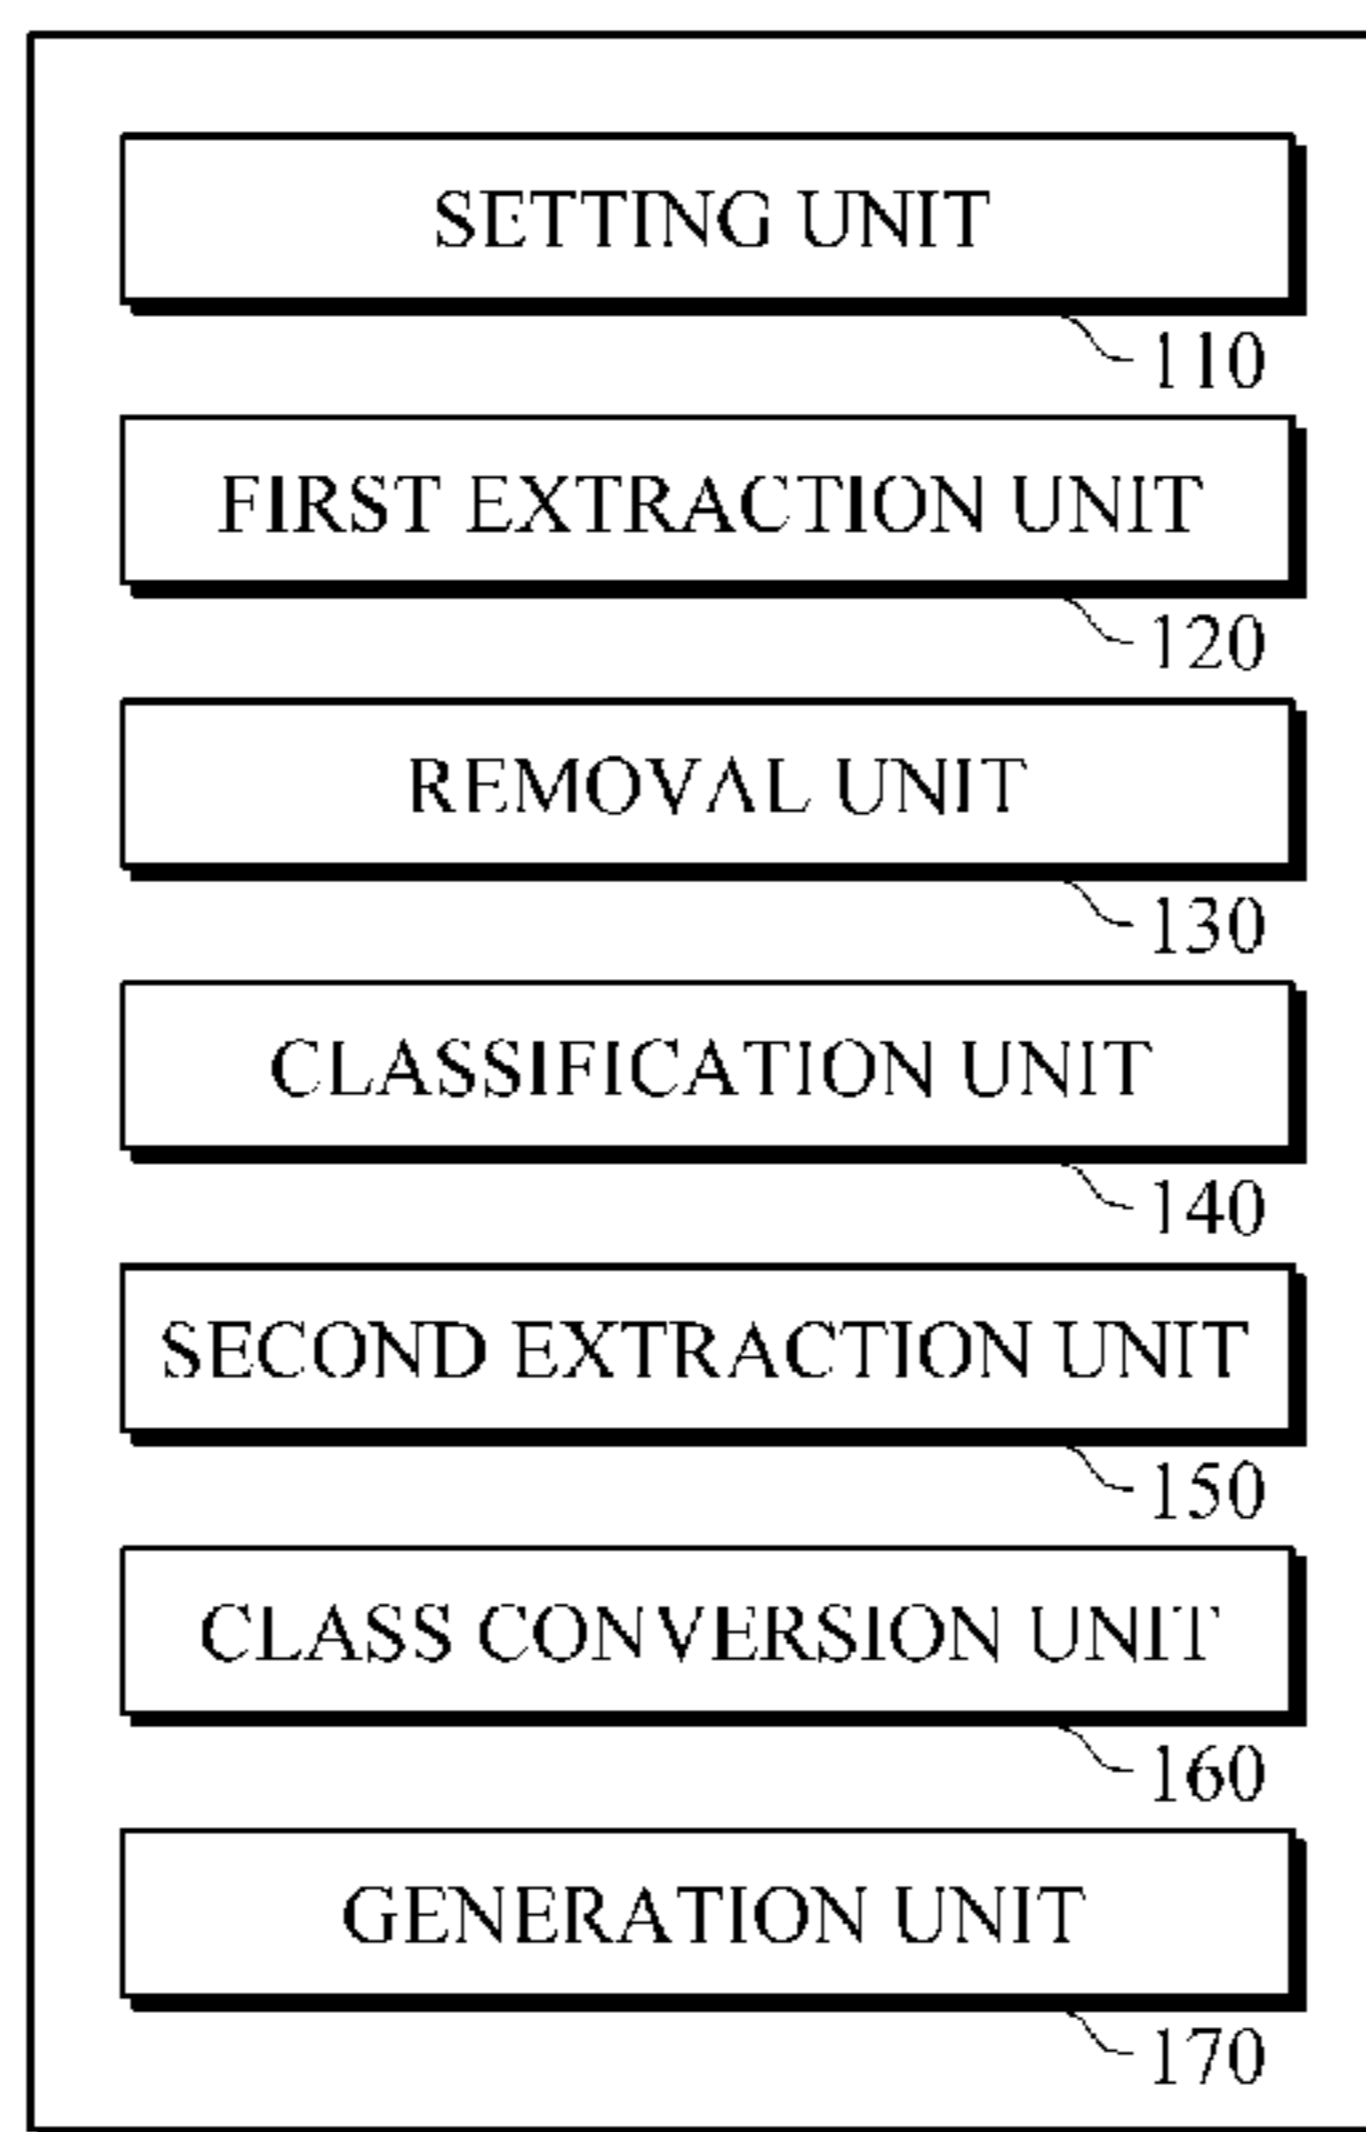 SETTING UNIT
110
FIRST EXTRACTION UNIT
120
REMOVAL UNIT
130
CLASSIFICATION UNIT
140
SECOND EXTRACTION UNIT
150
CLASS CONVERSION UNIT
160
GENERATION UNIT
170